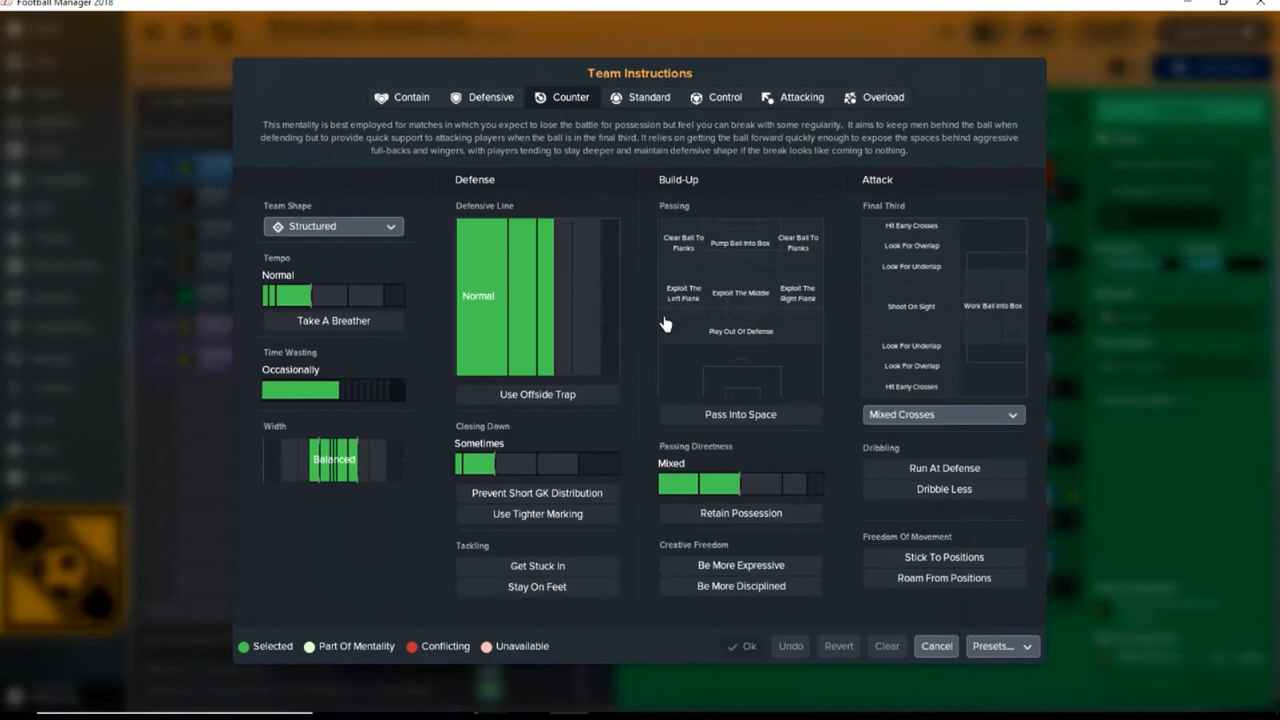 Football Manager 2018
Team Instructions
Contain
Defensive
Counter
Standard
Control
Attacking
Overload
This mentality is best employed for matches in which you expect to lose the battle for possession but feel you can break with some regularity. It aims to keep men behind the ball when
defending but to provide quick support to attacking players when the ball is in the final third. It relies on getting the ball forward quickly enough to expose the spaces behind aggressive
full-backs and wingers, with players tending to stay deeper and maintain defensive shape if the break looks like coming to nothing.
Team Shape
Structured
Tempo
Normal
Take A Breather
Time Wasting
Occasionally
Width
Balanced
Defense
Defensive Line
Normal
Use Offside Trap
Closing Down
Sometimes
Prevent Short GK Distribution
Use Tighter Marking
Tackling
Get Stuck In
Stay On Feet
Build-Up
Passing
Clear Ball To
Flanks
Pump Ball Into Box
Clear Ball To
Flanks
Exploit The
Left Flank
Exploit The Middle
Exploit The
Right Flank
Play Out Of Defense
Pass Into Space
Passing Directness
Mixed
Retain Possession
Creative Freedom
Be More Expressive
Be More Disciplined
Attack
Final Third
Hit Early Crosses
Look For Overlap
Look For Underlap
Shoot On Sight
Work Ball Into Box
Look For Underlap
Look For Overlap
Hit Early Crosses
Mixed Crosses
Dribbling
Run At Defense
Dribble Less
Freedom Of Movement
Stick To Positions
Roam From Positions
Selected
Part Of Mentality
Conflicting
Unavailable
Ok
Undo
Revert
Clear
Cancel
Presets...